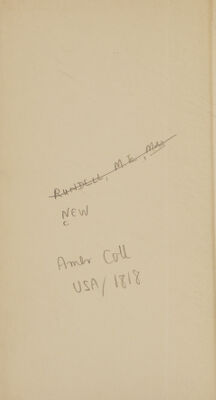 RUNDELL, M.E, Mrs
NEW
c
Amer Coll
USA/1818